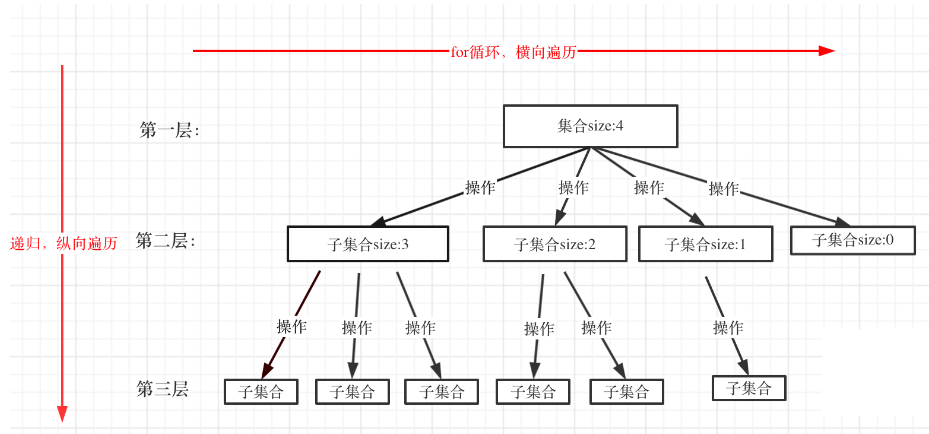 for循环，横向遍历
第一层：
集合size:4
操作 操作 操作 操作
递归，纵向遍历
第二层：
子集合size:3 子集合size:2 子集合size:1 子集合size:0
操作 操作 操作 操作 操作 操作
第三层
子集合 子集合 子集合 子集合 子集合 子集合